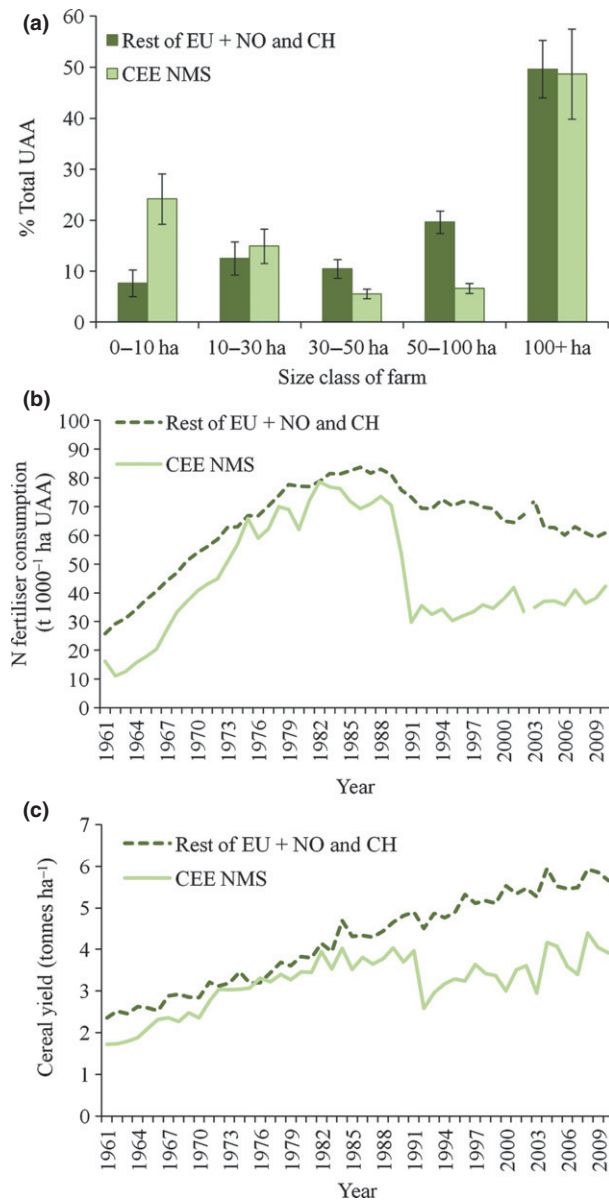 (a)
Rest of EU + NO and CH
CEE NMS
% Total UAA
60
50
40
30
20
10
0
0–10 ha 10–30 ha 30–50 ha 50–100 ha 100+ ha
Size class of farm
(b)
Rest of EU + NO and CH
CEE NMS
N fertiliser consumption
(t 1000⁻¹ ha UAA)
100
90
80
70
60
50
40
30
20
10
0
1961 1964 1967 1970 1973 1976 1979 1982 1985 1988 1991 1994 1997 2000 2003 2006 2009
Year
(c)
Rest of EU + NO and CH
CEE NMS
Cereal yield (tonnes ha⁻¹)
7
6
5
4
3
2
1
0
1961 1964 1967 1970 1973 1976 1979 1982 1985 1988 1991 1994 1997 2000 2003 2006 2009
Year